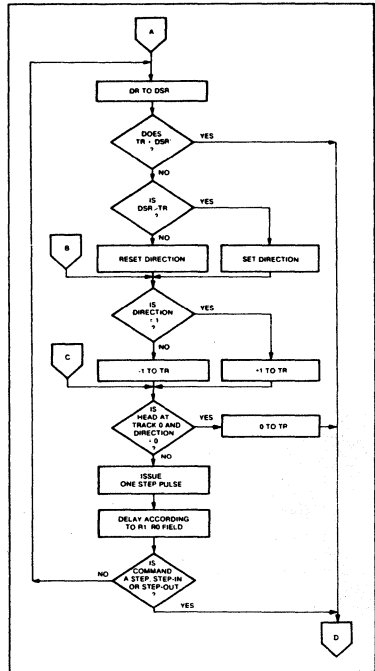 A
DR TO DSR
DOES
TR = DSR
?
YES
NO
IS
DSR>TR
?
YES
NO
B
RESET DIRECTION
SET DIRECTION
IS
DIRECTION
= 1
?
YES
NO
C
-1 TO TR
+1 TO TR
IS
HEAD AT
TRACK 0 AND
DIRECTION
= 0
?
YES
0 TO TR
NO
ISSUE
ONE STEP PULSE
DELAY ACCORDING
TO R1 R0 FIELD
IS
COMMAND
A STEP, STEP-IN
OR STEP-OUT
?
NO
YES
D